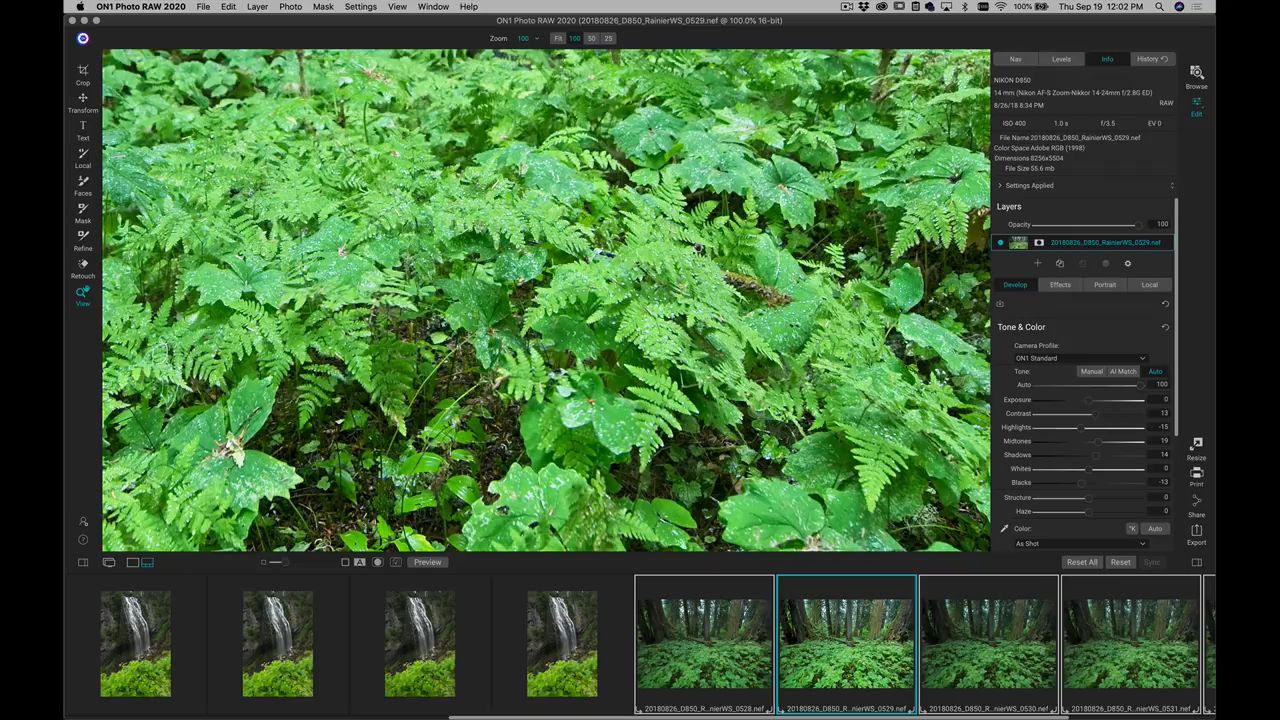 ON1 Photo RAW 2020 File Edit Layer Photo Mask Settings View Window Help 100% Thu Sep 19 12:02 PM
ON1 Photo RAW 2020 (20180826_D850_RainierWS_0529.nef @ 100.0% 16-bit)
Zoom 100 Fit 100 50 25
Crop
Transform
Text
Local
Faces
Mask
Refine
Retouch
View
Nav Levels Info History
NIKON D850
14 mm (Nikon AF-S Zoom-Nikkor 14-24mm f/2.8G ED)
8/26/18 8:34 PM
RAW
ISO 400 1.0 s f/3.5 EV 0
File Name 20180826_D850_RainierWS_0529.nef
Color Space Adobe RGB (1998)
Dimensions 8256x5504
File Size 55.6 mb
Settings Applied
Layers
Opacity 100
20180826_D850_RainierWS_0529.nef
Develop Effects Portrait Local
Tone & Color
Camera Profile:
ON1 Standard
Tone: Manual AI Match Auto
Auto 100
Exposure 0
Contrast 13
Highlights -15
Midtones 19
Shadows 14
Whites 0
Blacks -13
Structure 0
Haze 0
Color: °K Auto
As Shot
Reset All Reset Sync
Browse
Edit
Resize
Print
Share
Export
A Preview
20180826_D850_R...nierWS_0528.nef
20180826_D850_R...nierWS_0529.nef
20180826_D850_R...nierWS_0530.nef
20180826_D850_R...nierWS_0531.nef